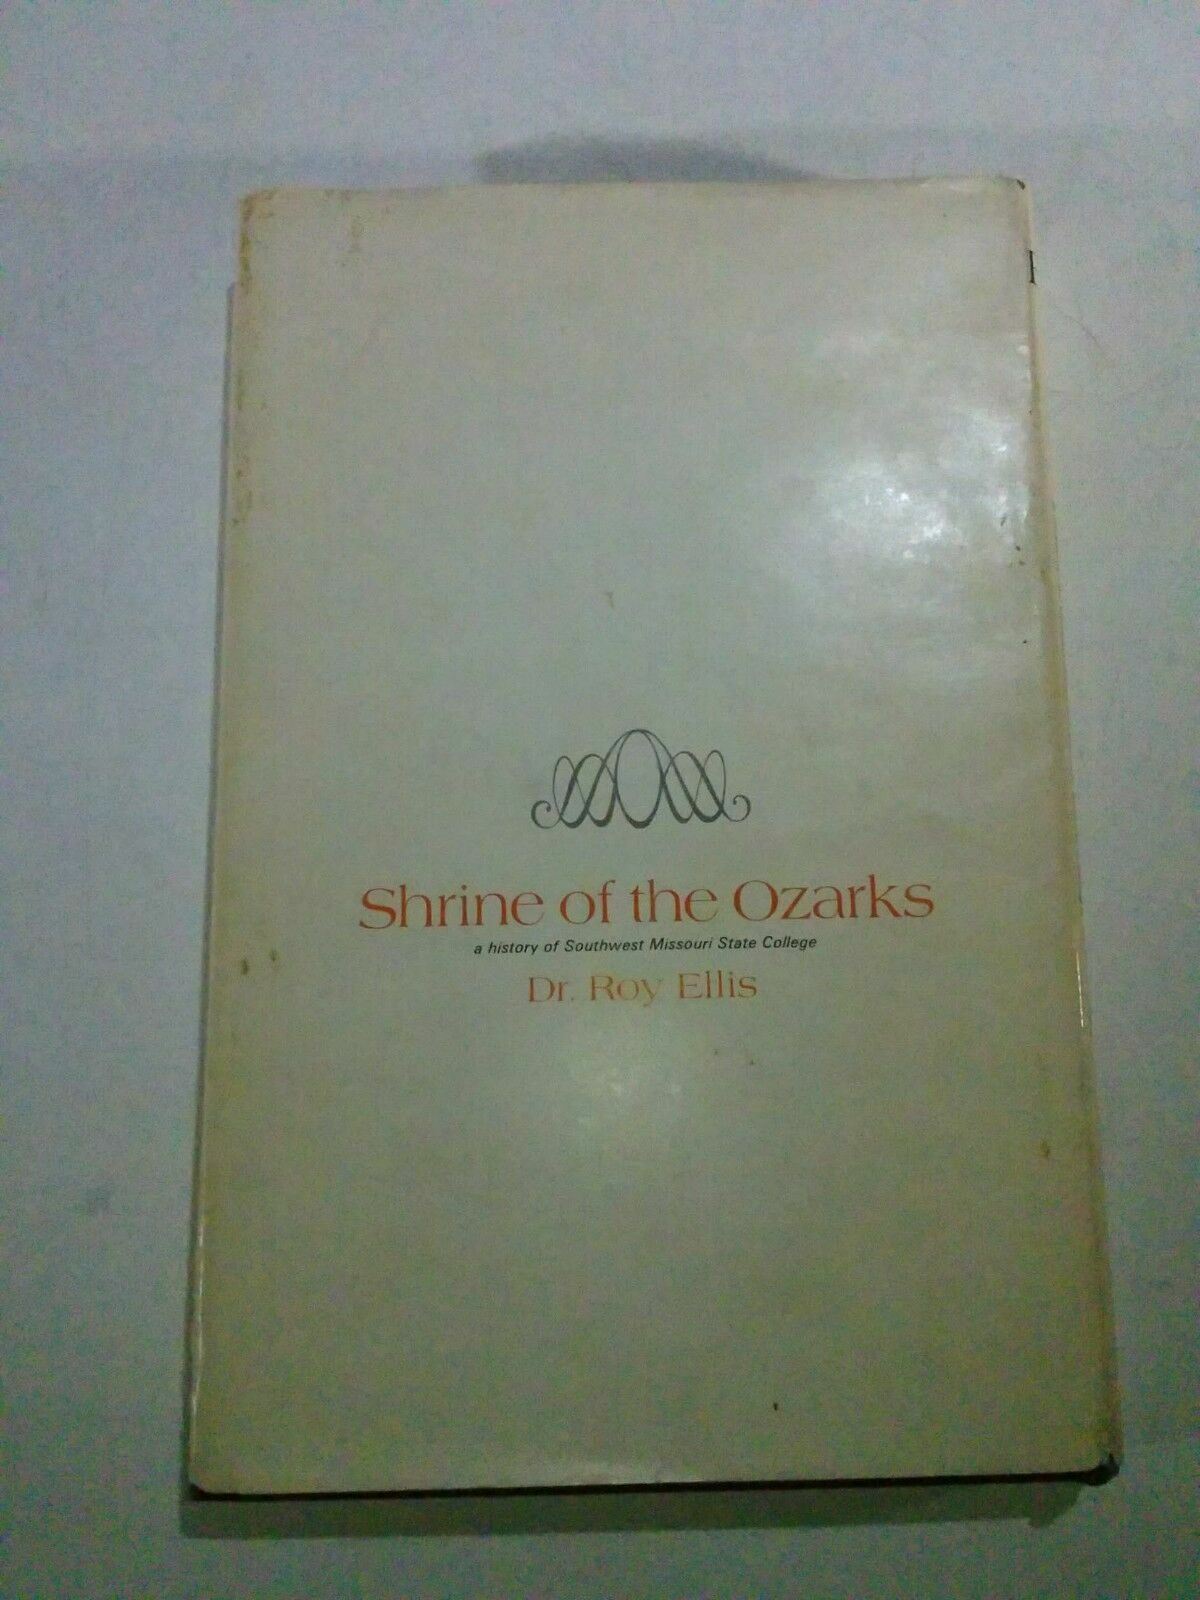 Shrine of the Ozarks
a history of Southwest Missouri State College
Dr. Roy Ellis